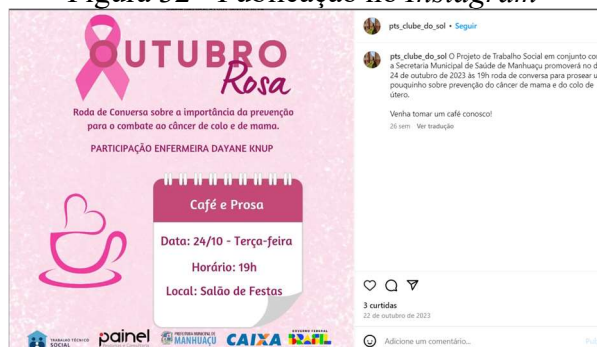 Figura 32 - Publicação no Instagram
OUTUBRO
Rosa
Roda de Conversa sobre a importância da prevenção
para o combate ao câncer de colo e de mama.
PARTICIPAÇÃO ENFERMEIRA DAYANE KNUP
Café e Prosa
Data: 24/10 - Terça-feira
Horário: 19h
Local: Salão de Festas
TRABALHO TÉCNICO
SOCIAL
painel
PREFEITURA MUNICIPAL DE
MANHUAÇU
CAIXA
GOVERNO FEDERAL
BRASIL
pts_clube_do_sol • Seguir
pts_clube_do_sol O Projeto de Trabalho Social em conjunto co
a Secretaria Municipal de Saúde de Manhuaçu promoverá no d
24 de outubro de 2023 às 19h roda de conversa para prosear u
pouquinho sobre prevenção do câncer de mama e do colo de
útero.
Venha tomar um café conosco!
26 sem Ver tradução
3 curtidas
22 de outubro de 2023
Adicione um comentário...